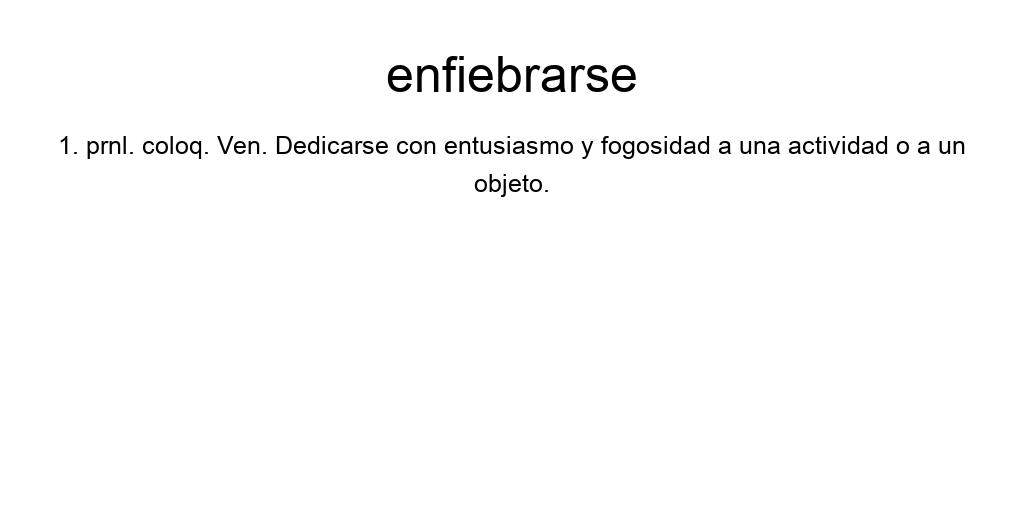 enfiebrarse
1. prnl. coloq. Ven. Dedicarse con entusiasmo y fogosidad a una actividad o a un
objeto.